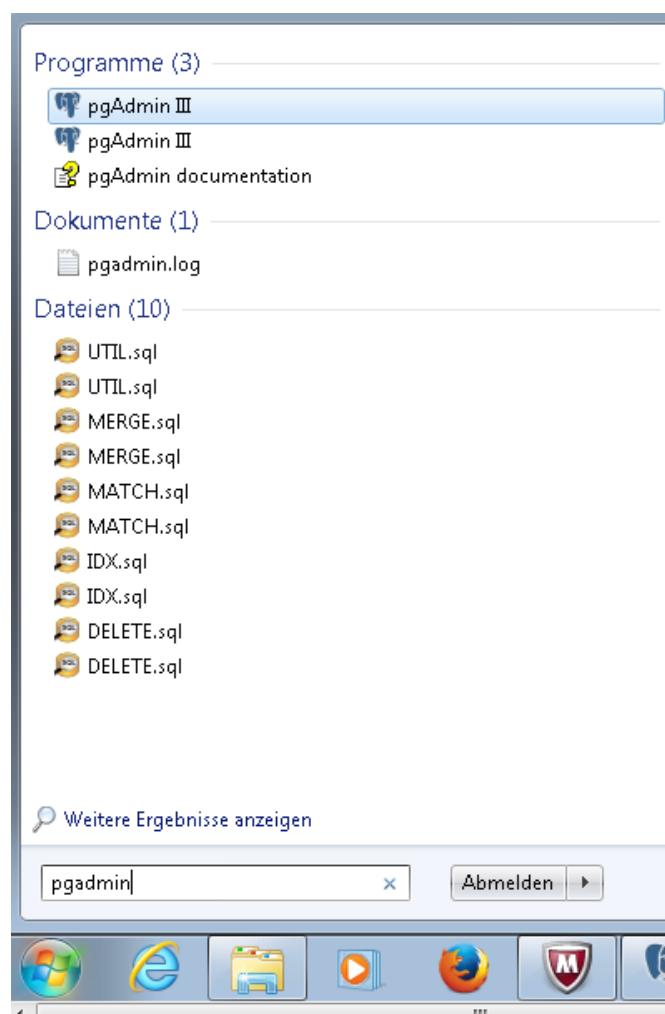 Programme (3)
pgAdmin III
pgAdmin III
pgAdmin documentation
Dokumente (1)
pgadmin.log
Dateien (10)
UTIL.sql
UTIL.sql
MERGE.sql
MERGE.sql
MATCH.sql
MATCH.sql
IDX.sql
IDX.sql
DELETE.sql
DELETE.sql
Weitere Ergebnisse anzeigen
pgadmin
Abmelden